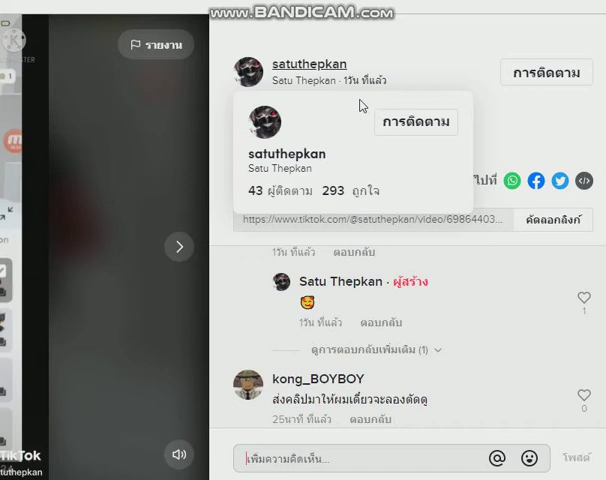 www.BANDICAM.com
รายงาน
satuthepkan
Satu Thepkan · 1วัน ที่แล้ว
การติดตาม
การติดตาม
satuthepkan
Satu Thepkan
43 ผู้ติดตาม 293 ถูกใจ
ไปที่
https://www.tiktok.com/@satuthepkan/video/69864403...
คัดลอกลิงก์
1วัน ที่แล้ว ตอบกลับ
Satu Thepkan · ผู้สร้าง
🥰
1
1วัน ที่แล้ว ตอบกลับ
ดูการตอบกลับเพิ่มเติม (1)
kong_BOYBOY
ส่งคลิปมาให้ผมเดี๋ยวจะลองตัดดู
0
25นาที ที่แล้ว ตอบกลับ
TikTok
tuthepkan
เพิ่มความคิดเห็น...
โพสต์